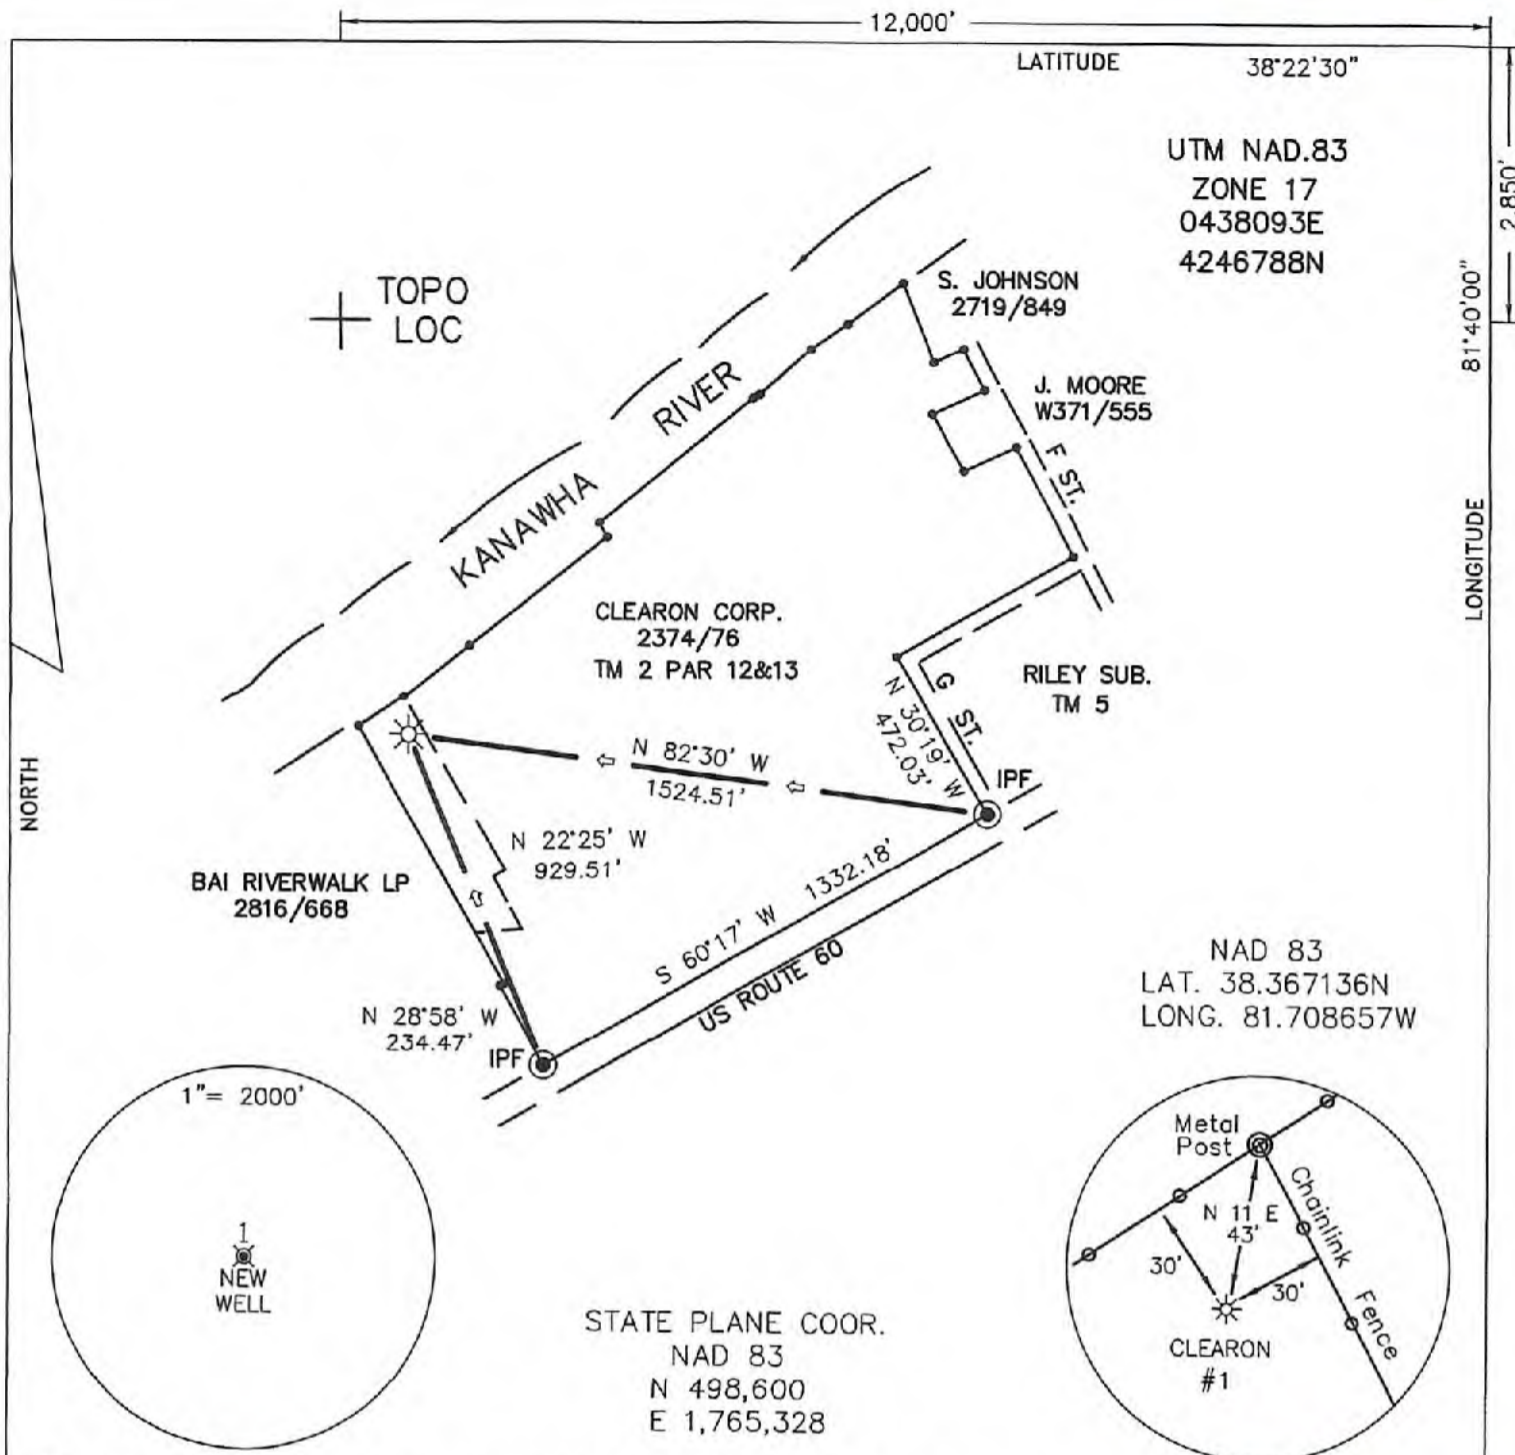 12,000'
LATITUDE 38°22'30"
2,850'
UTM NAD.83
ZONE 17
0438093E
4246788N
81°40'00"
LONGITUDE
TOPO
LOC
S. JOHNSON
2719/849
J. MOORE
W371/555
F ST.
KANAWHA RIVER
CLEARON CORP.
2374/76
TM 2 PAR 12&13
RILEY SUB.
TM 5
G ST.
N 30°19' W
472.03'
IPF
N 82°30' W
1524.51'
NORTH
N 22°25' W
929.51'
BAI RIVERWALK LP
2816/668
S 60°17' W 1332.18'
US ROUTE 60
N 28°58' W
234.47'
IPF
NAD 83
LAT. 38.367136N
LONG. 81.708657W
1"= 2000'
1
NEW
WELL
STATE PLANE COOR.
NAD 83
N 498,600
E 1,765,328
Metal
Post
Chainlink Fence
N 11 E
43'
30'
30'
CLEARON
#1